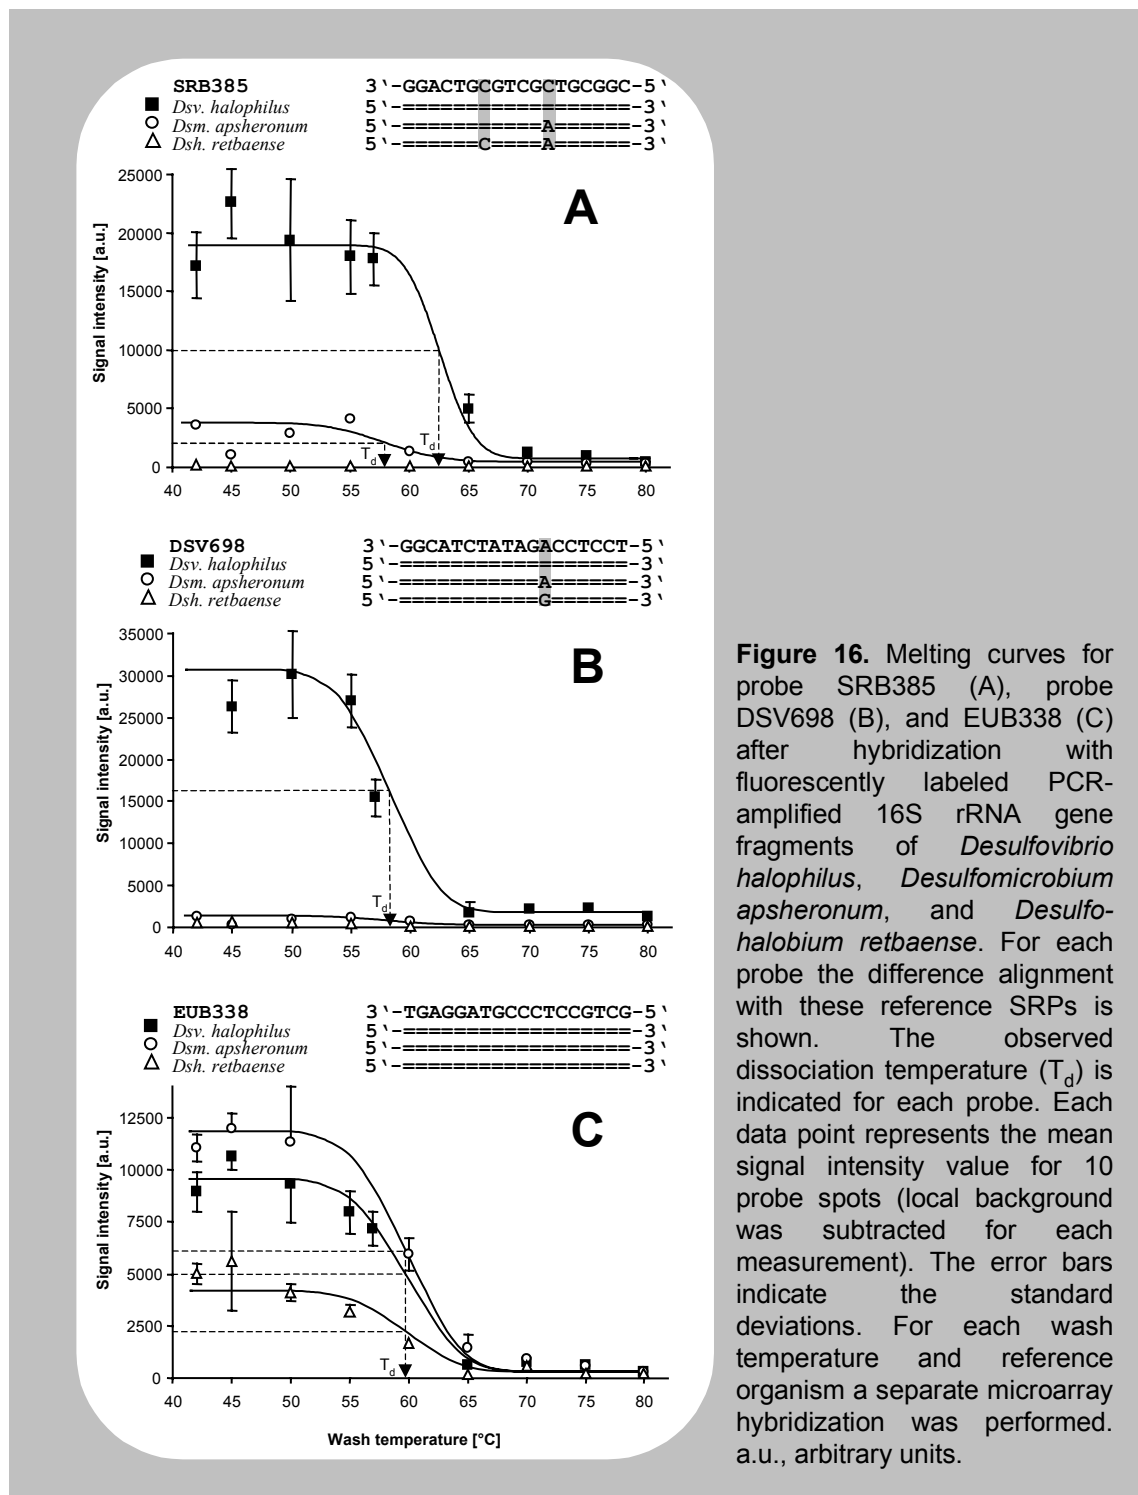 SRB385 3‵-GGACTGCGTCGCTGCGGC-5‵
■ Dsv. halophilus 5‵-==================-3‵
○ Dsm. apsheronum 5‵-===========A======-3‵
△ Dsh. retbaense 5‵-======C====A======-3‵
A
Signal intensity [a.u.]
25000
20000
15000
10000
5000
0
Td
Td
40 45 50 55 60 65 70 75 80
DSV698 3‵-GGCATCTATAGACCTCCT-5‵
■ Dsv. halophilus 5‵-==================-3‵
○ Dsm. apsheronum 5‵-===========A======-3‵
△ Dsh. retbaense 5‵-===========G======-3‵
B
Signal intensity [a.u.]
35000
30000
25000
20000
15000
10000
5000
0
Td
40 45 50 55 60 65 70 75 80
EUB338 3‵-TGAGGATGCCCTCCGTCG-5‵
■ Dsv. halophilus 5‵-==================-3‵
○ Dsm. apsheronum 5‵-==================-3‵
△ Dsh. retbaense 5‵-==================-3‵
C
Signal intensity [a.u.]
12500
10000
7500
5000
2500
0
Td
40 45 50 55 60 65 70 75 80
Wash temperature [°C]
Figure 16. Melting curves for
probe SRB385 (A), probe
DSV698 (B), and EUB338 (C)
after hybridization with
fluorescently labeled PCR-
amplified 16S rRNA gene
fragments of Desulfovibrio
halophilus, Desulfomicrobium
apsheronum, and Desulfo-
halobium retbaense. For each
probe the difference alignment
with these reference SRPs is
shown. The observed
dissociation temperature (Td) is
indicated for each probe. Each
data point represents the mean
signal intensity value for 10
probe spots (local background
was subtracted for each
measurement). The error bars
indicate the standard
deviations. For each wash
temperature and reference
organism a separate microarray
hybridization was performed.
a.u., arbitrary units.